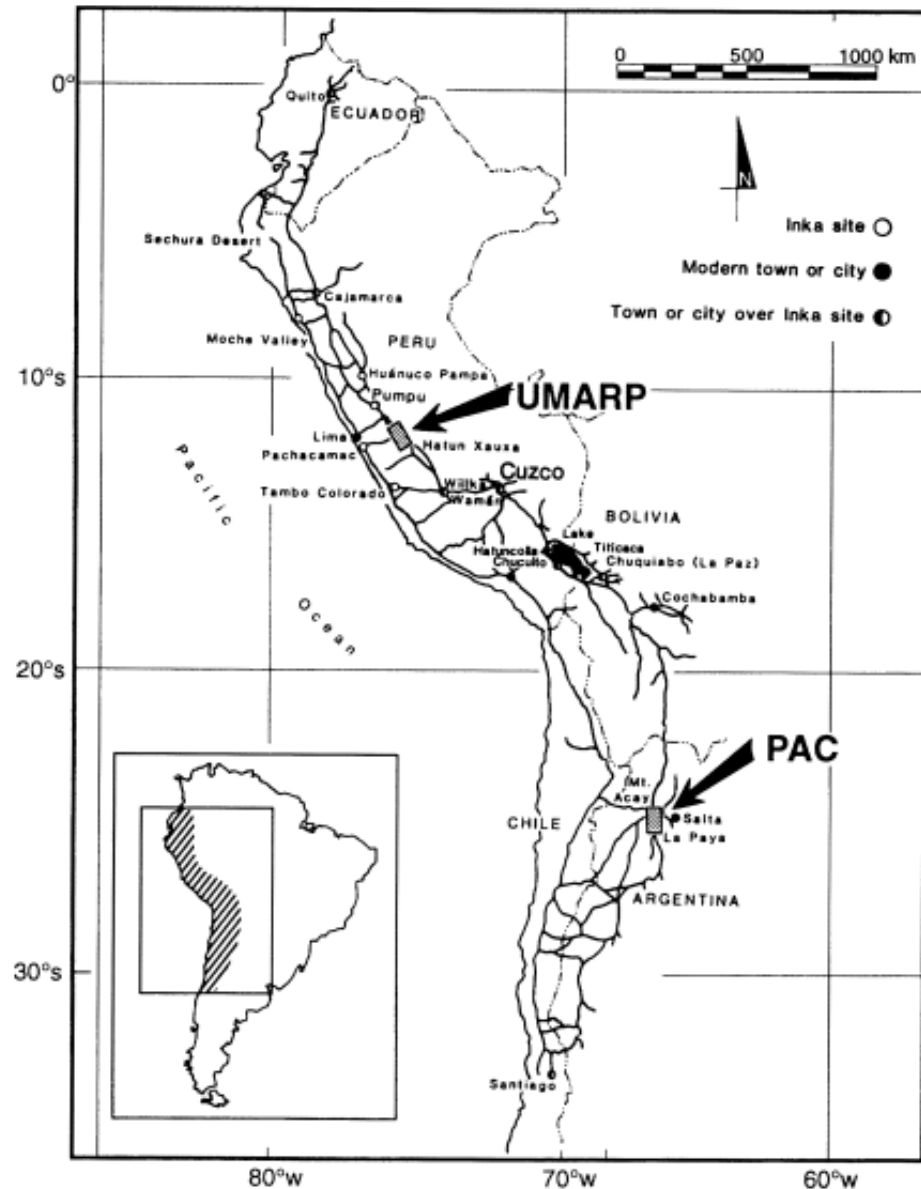 0 500 1000 km
0°
Quito
ECUADOR
N
Inka site
Sechura Desert
Modern town or city
Cajamarca
Town or city over Inka site
Moche Valley
PERU
10°s
Huánuco Pampa
Pumpu
UMARP
Lima
Hatun Xauxa
Pachacamac
Cuzco
Willka
Wamán
Tambo Colorado
Pacific
Ocean
BOLIVIA
Lake
Titicaca
Hatuncolla
Chucuito
Chuquiabo (La Paz)
Cochabamba
20°s
PAC
Mt.
Acay
CHILE
Salta
La Paya
ARGENTINA
30°s
Santiago
80°w 70°w 60°w